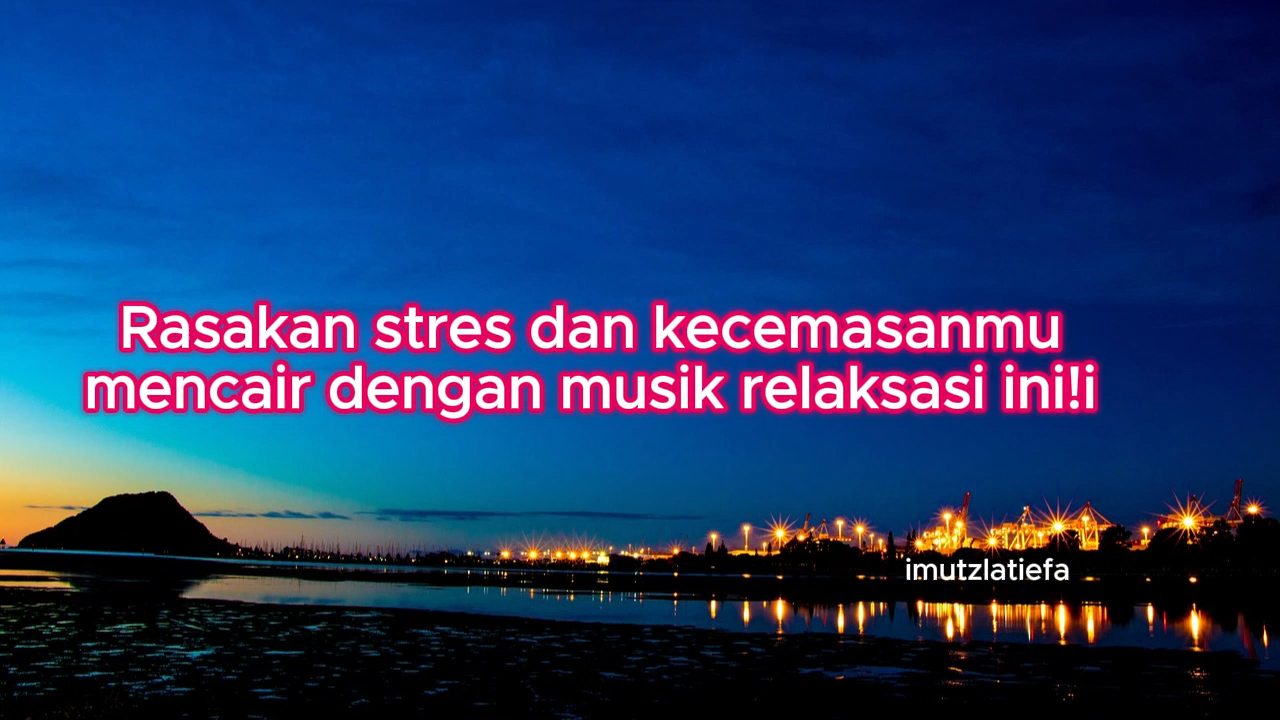 Rasakan stres dan kecemasanmu
mencair dengan musik relaksasi ini!i
imutzlatiefa